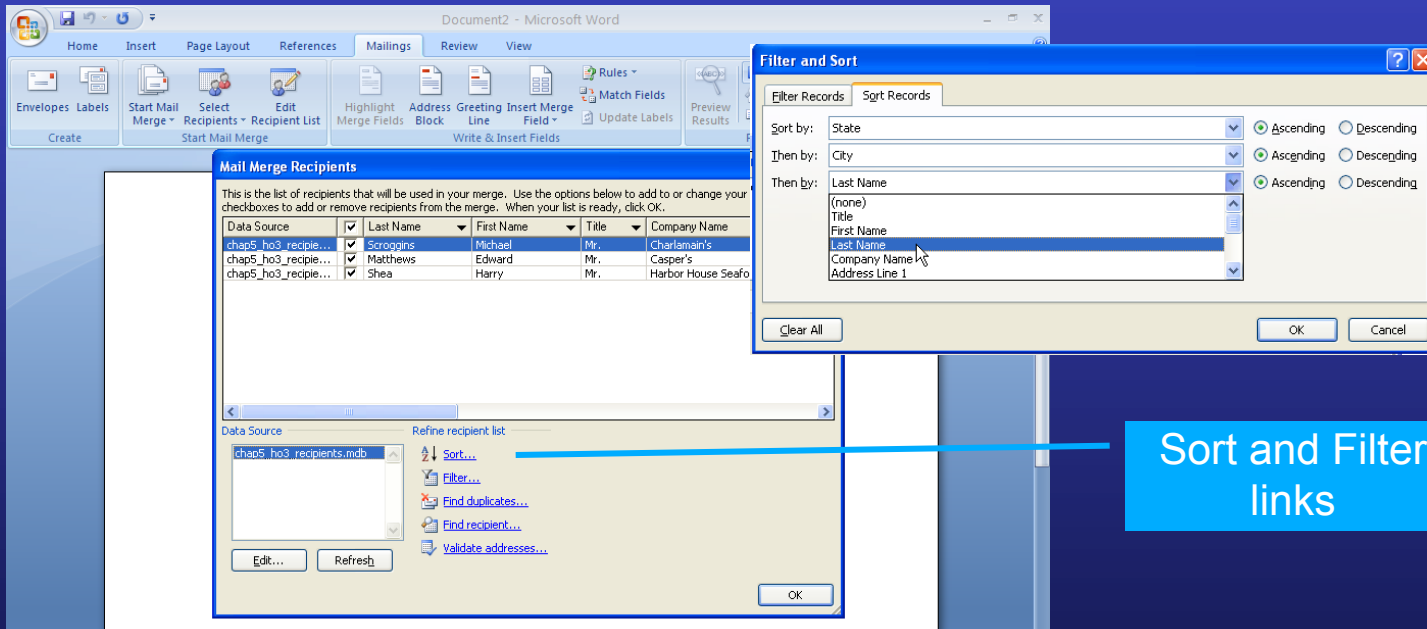 Document2 - Microsoft Word
Home Insert Page Layout References Mailings Review View
Envelopes Labels Start Mail Merge Select Recipients Edit Recipient List Highlight Merge Fields Address Block Greeting Line Insert Merge Field Rules Match Fields Update Labels ABC Preview Results
Create Start Mail Merge Write & Insert Fields
Mail Merge Recipients
This is the list of recipients that will be used in your merge. Use the options below to add to or change your
checkboxes to add or remove recipients from the merge. When your list is ready, click OK.
Data Source Last Name First Name Title Company Name
chap5_ho3_recipie... Scroggins Michael Mr. Charlamain's
chap5_ho3_recipie... Matthews Edward Mr. Casper's
chap5_ho3_recipie... Shea Harry Mr. Harbor House Seafo
Data Source
chap5_ho3_recipients.mdb
Edit... Refresh
Refine recipient list
Sort...
Filter...
Find duplicates...
Find recipient...
Validate addresses...
OK
Filter and Sort
Filter Records Sort Records
Sort by: State Ascending Descending
Then by: City Ascending Descending
Then by: Last Name Ascending Descending
(none)
Title
First Name
Last Name
Company Name
Address Line 1
Clear All OK Cancel
Sort and Filter
links